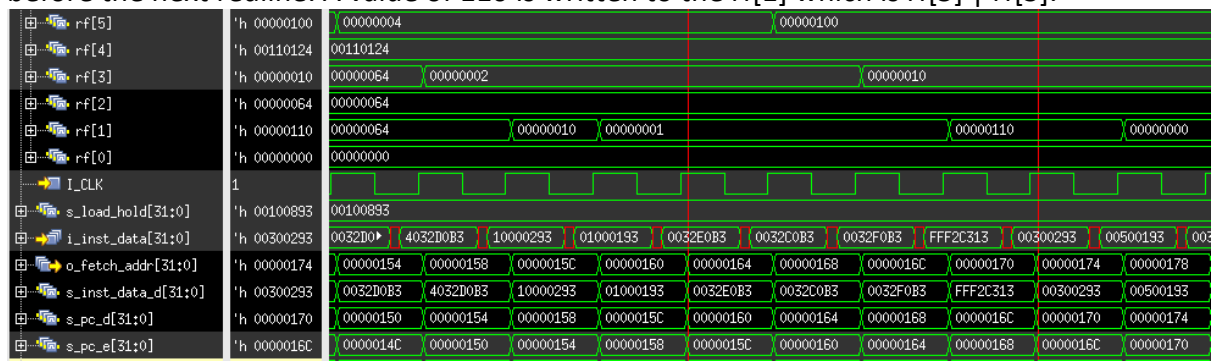 value of 110 is written to the rf[1] which is rf[5] | rf[3].
rf[5] 'h 00000100 00000004 00000100
rf[4] 'h 00110124 00110124
rf[3] 'h 00000010 00000064 00000002 00000010
rf[2] 'h 00000064 00000064
rf[1] 'h 00000110 00000064 00000010 00000001 00000110 00000000
rf[0] 'h 00000000 00000000
I_CLK 1
s_load_hold[31:0] 'h 00100893 00100893
i_inst_data[31:0] 'h 00300293 0032D0 4032D0B3 10000293 01000193 0032E0B3 0032C0B3 0032F0B3 FFF2C313 00300293 00500193 003
o_fetch_addr[31:0] 'h 00000174 00000154 00000158 0000015C 00000160 00000164 00000168 0000016C 00000170 00000174 00000178
s_inst_data_d[31:0] 'h 00300293 0032D0B3 4032D0B3 10000293 01000193 0032E0B3 0032C0B3 0032F0B3 FFF2C313 00300293 00500193
s_pc_d[31:0] 'h 00000170 00000150 00000154 00000158 0000015C 00000160 00000164 00000168 0000016C 00000170 00000174
s_pc_e[31:0] 'h 0000016C 0000014C 00000150 00000154 00000158 0000015C 00000160 00000164 00000168 0000016C 00000170